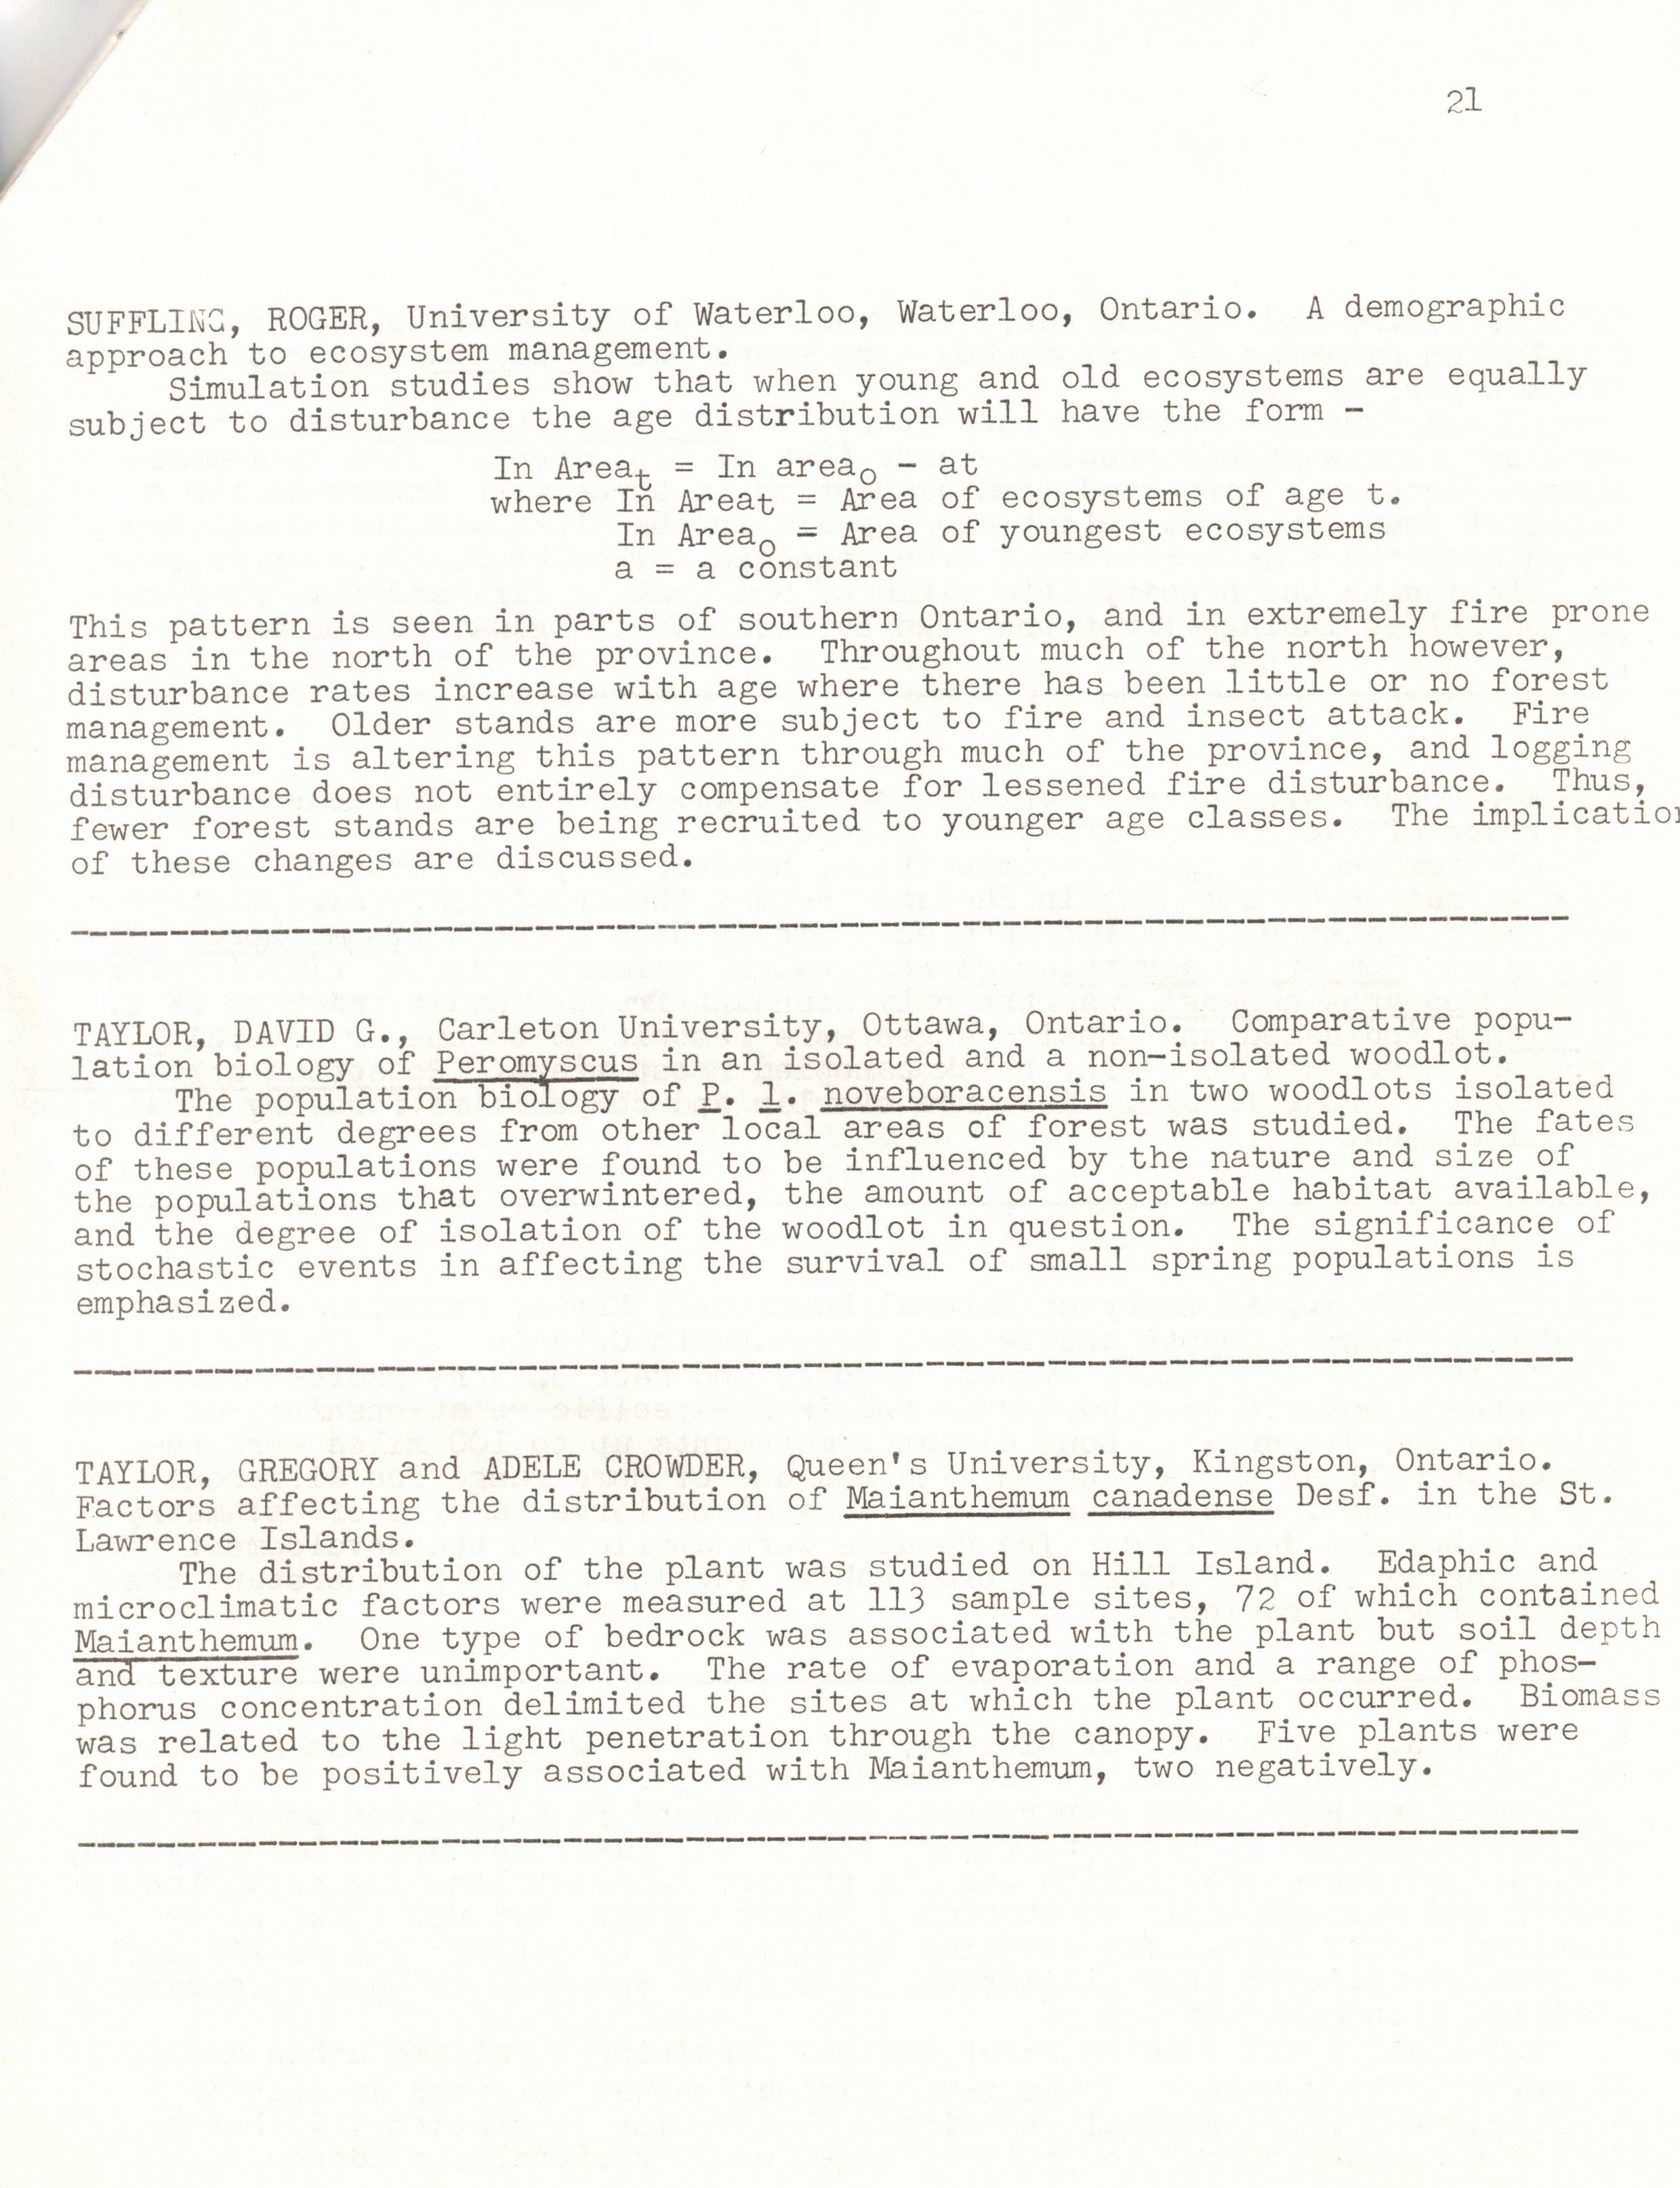 21
SUFFLING, ROGER, University of Waterloo, Waterloo, Ontario. A demographic
approach to ecosystem management.
Simulation studies show that when young and old ecosystems are equally
subject to disturbance the age distribution will have the form -
In Areat = In areao - at
where In Areat = Area of ecosystems of age t.
In Areao = Area of youngest ecosystems
a = a constant
This pattern is seen in parts of southern Ontario, and in extremely fire prone
areas in the north of the province. Throughout much of the north however,
disturbance rates increase with age where there has been little or no forest
management. Older stands are more subject to fire and insect attack. Fire
management is altering this pattern through much of the province, and logging
disturbance does not entirely compensate for lessened fire disturbance. Thus,
fewer forest stands are being recruited to younger age classes. The implication
of these changes are discussed.
TAYLOR, DAVID G., Carleton University, Ottawa, Ontario. Comparative popu-
lation biology of Peromyscus in an isolated and a non-isolated woodlot.
The population biology of P. l. noveboracensis in two woodlots isolated
to different degrees from other local areas of forest was studied. The fates
of these populations were found to be influenced by the nature and size of
the populations that overwintered, the amount of acceptable habitat available,
and the degree of isolation of the woodlot in question. The significance of
stochastic events in affecting the survival of small spring populations is
emphasized.
TAYLOR, GREGORY and ADELE CROWDER, Queen's University, Kingston, Ontario.
Factors affecting the distribution of Maianthemum canadense Desf. in the St.
Lawrence Islands.
The distribution of the plant was studied on Hill Island. Edaphic and
microclimatic factors were measured at 113 sample sites, 72 of which contained
Maianthemum. One type of bedrock was associated with the plant but soil depth
and texture were unimportant. The rate of evaporation and a range of phos-
phorus concentration delimited the sites at which the plant occurred. Biomass
was related to the light penetration through the canopy. Five plants were
found to be positively associated with Maianthemum, two negatively.